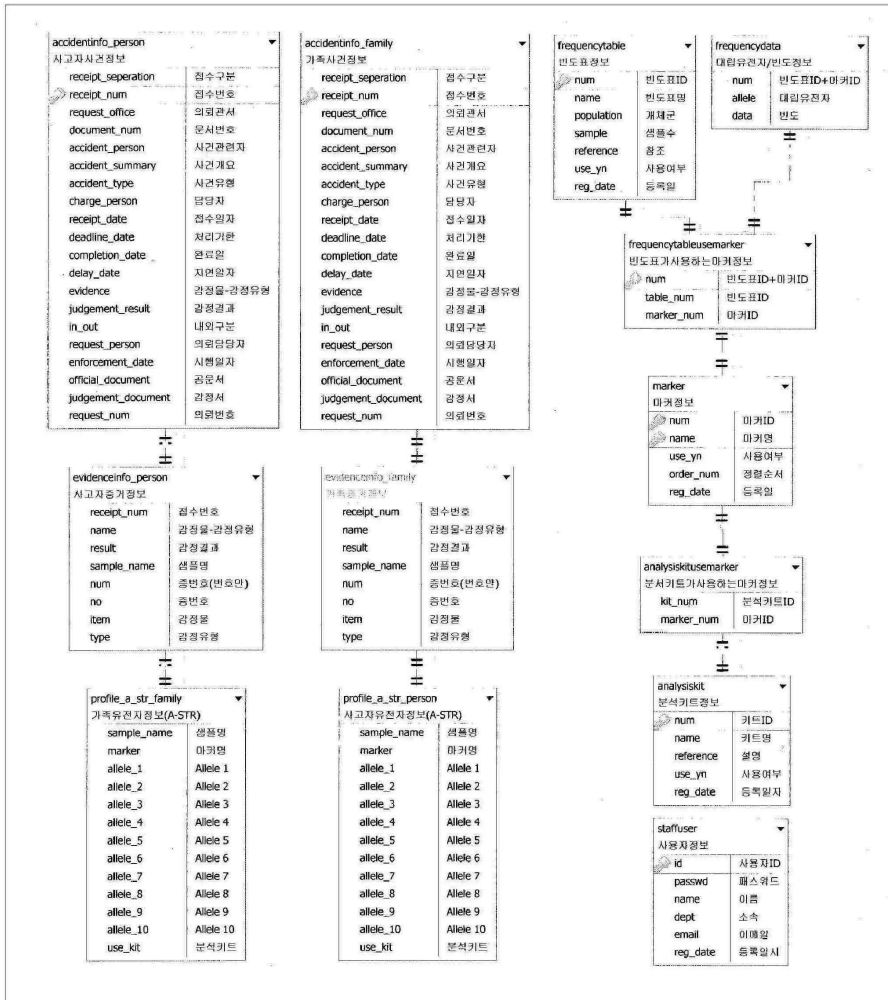 accidentinfo_person
사고자사건정보
receipt_seperation 접수구분
receipt_num 접수번호
request_office 의뢰관서
document_num 문서번호
accident_person 사건관련자
accident_summary 사건개요
accident_type 사건유형
charge_person 담당자
receipt_date 접수일자
deadline_date 처리기한
completion_date 완료일
delay_date 지연일자
evidence 감정물-감정유형
judgement_result 감정결과
in_out 내외구분
request_person 의뢰담당자
enforcement_date 시행일자
official_document 공문서
judgement_document 감정서
request_num 의뢰번호
accidentinfo_family
가족사건정보
receipt_seperation 접수구분
receipt_num 접수번호
request_office 의뢰관서
document_num 문서번호
accident_person 사건관련자
accident_summary 사건개요
accident_type 사건유형
charge_person 담당자
receipt_date 접수일자
deadline_date 처리기한
completion_date 완료일
delay_date 지연일자
evidence 감정물-감정유형
judgement_result 감정결과
in_out 내외구분
request_person 의뢰담당자
enforcement_date 시행일자
official_document 공문서
judgement_document 감정서
request_num 의뢰번호
frequencytable
빈도표정보
num 빈도표ID
name 빈도표명
population 개체군
sample 샘플수
reference 참조
use_yn 사용여부
reg_date 등록일
frequencydata
대립유전자/빈도정보
num 빈도표ID+마커ID
allele 대립유전자
data 빈도
frequencytableusemarker
빈도표가사용하는마커정보
num 빈도표ID+마커ID
table_num 빈도표ID
marker_num 마커ID
marker
마커정보
num 마커ID
name 마커명
use_yn 사용여부
order_num 정렬순서
reg_date 등록일
evidenceinfo_person
사고자증거정보
receipt_num 접수번호
name 감정물-감정유형
result 감정결과
sample_name 샘플명
num 증번호(번호만)
no 증번호
item 감정물
type 감정유형
evidenceinfo_family
가족증거정보
receipt_num 접수번호
name 감정물-감정유형
result 감정결과
sample_name 샘플명
num 증번호(번호만)
no 증번호
item 감정물
type 감정유형
analysiskitusemarker
분석키트가사용하는마커정보
kit_num 분석키트ID
marker_num 마커ID
profile_a_str_family
가족유전자정보(A-STR)
sample_name 샘플명
marker 마커명
allele_1 Allele 1
allele_2 Allele 2
allele_3 Allele 3
allele_4 Allele 4
allele_5 Allele 5
allele_6 Allele 6
allele_7 Allele 7
allele_8 Allele 8
allele_9 Allele 9
allele_10 Allele 10
use_kit 분석키트
profile_a_str_person
사고자유전자정보(A-STR)
sample_name 샘플명
marker 마커명
allele_1 Allele 1
allele_2 Allele 2
allele_3 Allele 3
allele_4 Allele 4
allele_5 Allele 5
allele_6 Allele 6
allele_7 Allele 7
allele_8 Allele 8
allele_9 Allele 9
allele_10 Allele 10
use_kit 분석키트
analysiskit
분석키트정보
num 키트ID
name 키트명
reference 설명
use_yn 사용여부
reg_date 등록일자
staffuser
사용자정보
id 사용자ID
passwd 패스워드
name 이름
dept 소속
email 이메일
reg_date 등록일시